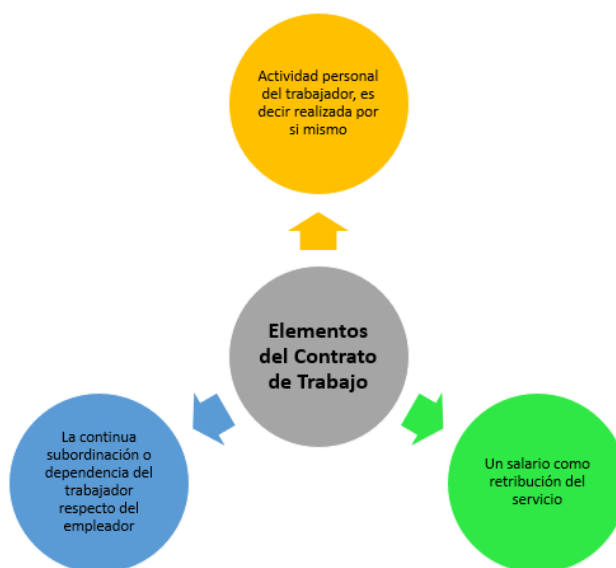 Actividad personal
del trabajador, es
decir realizada por
si mismo
Elementos
del Contrato
de Trabajo
La continua
subordinación o
dependencia del
trabajador
respecto del
empleador
Un salario como
retribución del
servicio